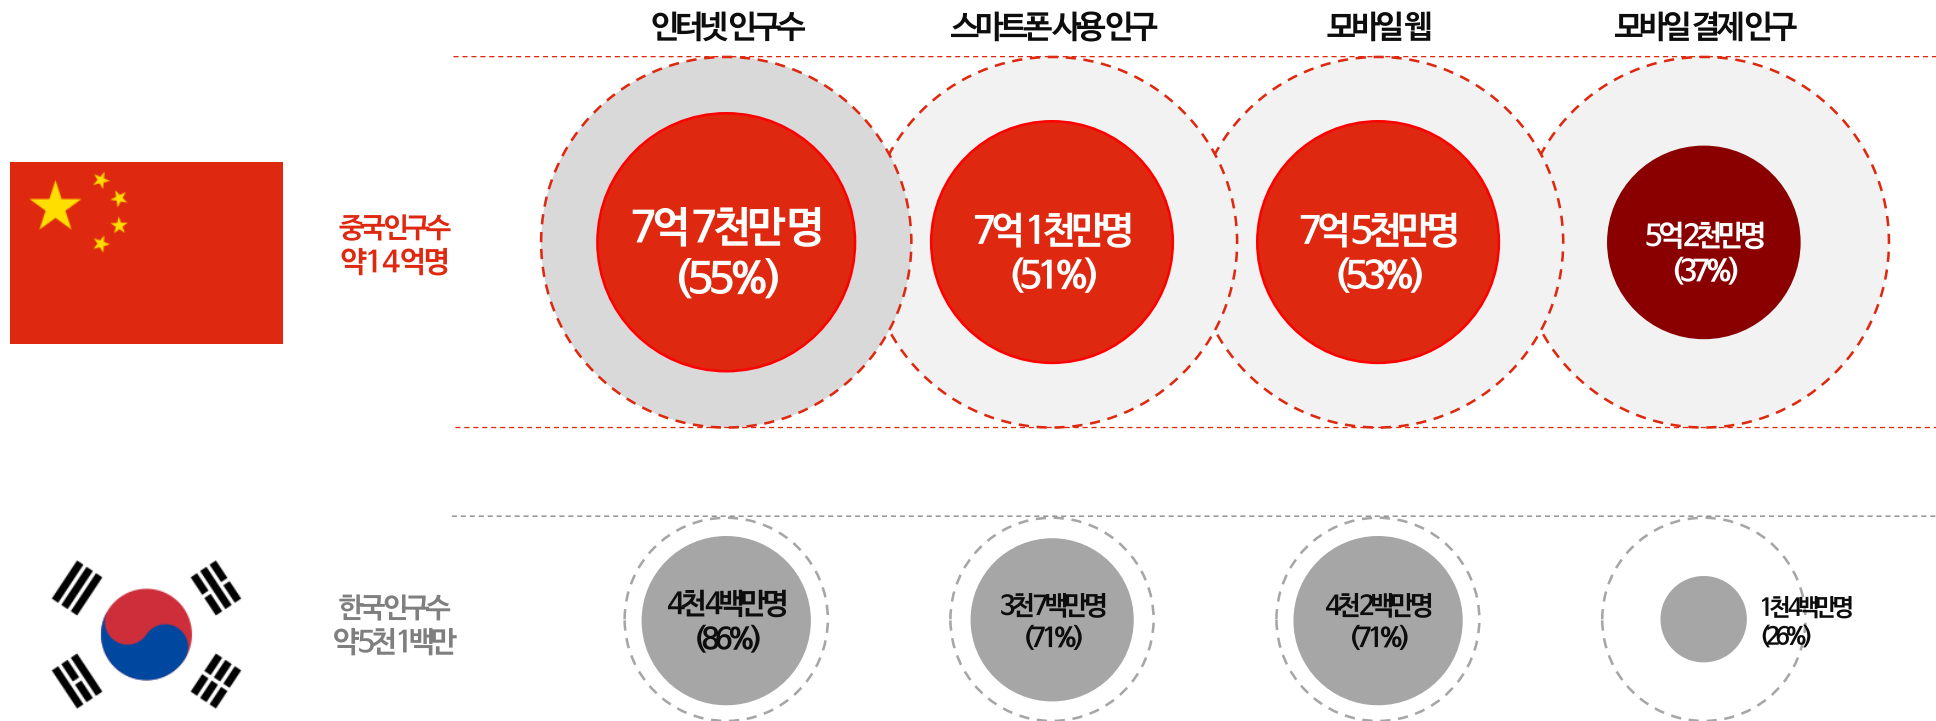 인터넷 인구수
스마트폰 사용 인구
모바일 웹
모바일 결제 인구
중국 인구수
약 14억명
7억 7천만 명
(55%)
7억 1천만명
(51%)
7억 5천만명
(53%)
5억 2천만명
(37%)
한국 인구수
약 5천 1백만
4천 4백만명
(86%)
3천 7백만명
(71%)
4천 2백만명
(71%)
1천 4백만명
(26%)